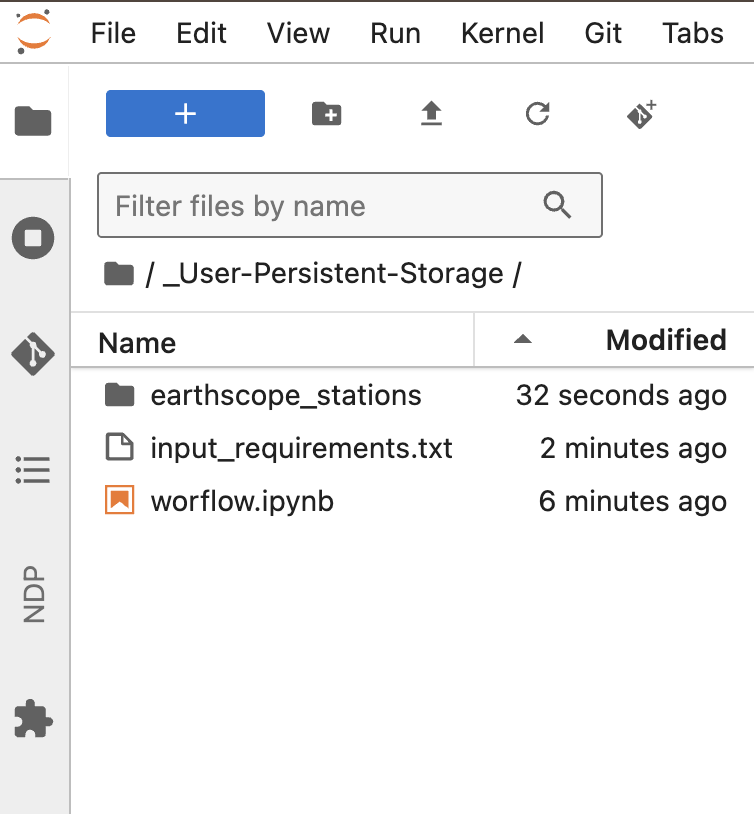 File Edit View Run Kernel Git Tabs
+
Filter files by name
/ _User-Persistent-Storage /
Name Modified
earthscope_stations 32 seconds ago
input_requirements.txt 2 minutes ago
worflow.ipynb 6 minutes ago
NDP